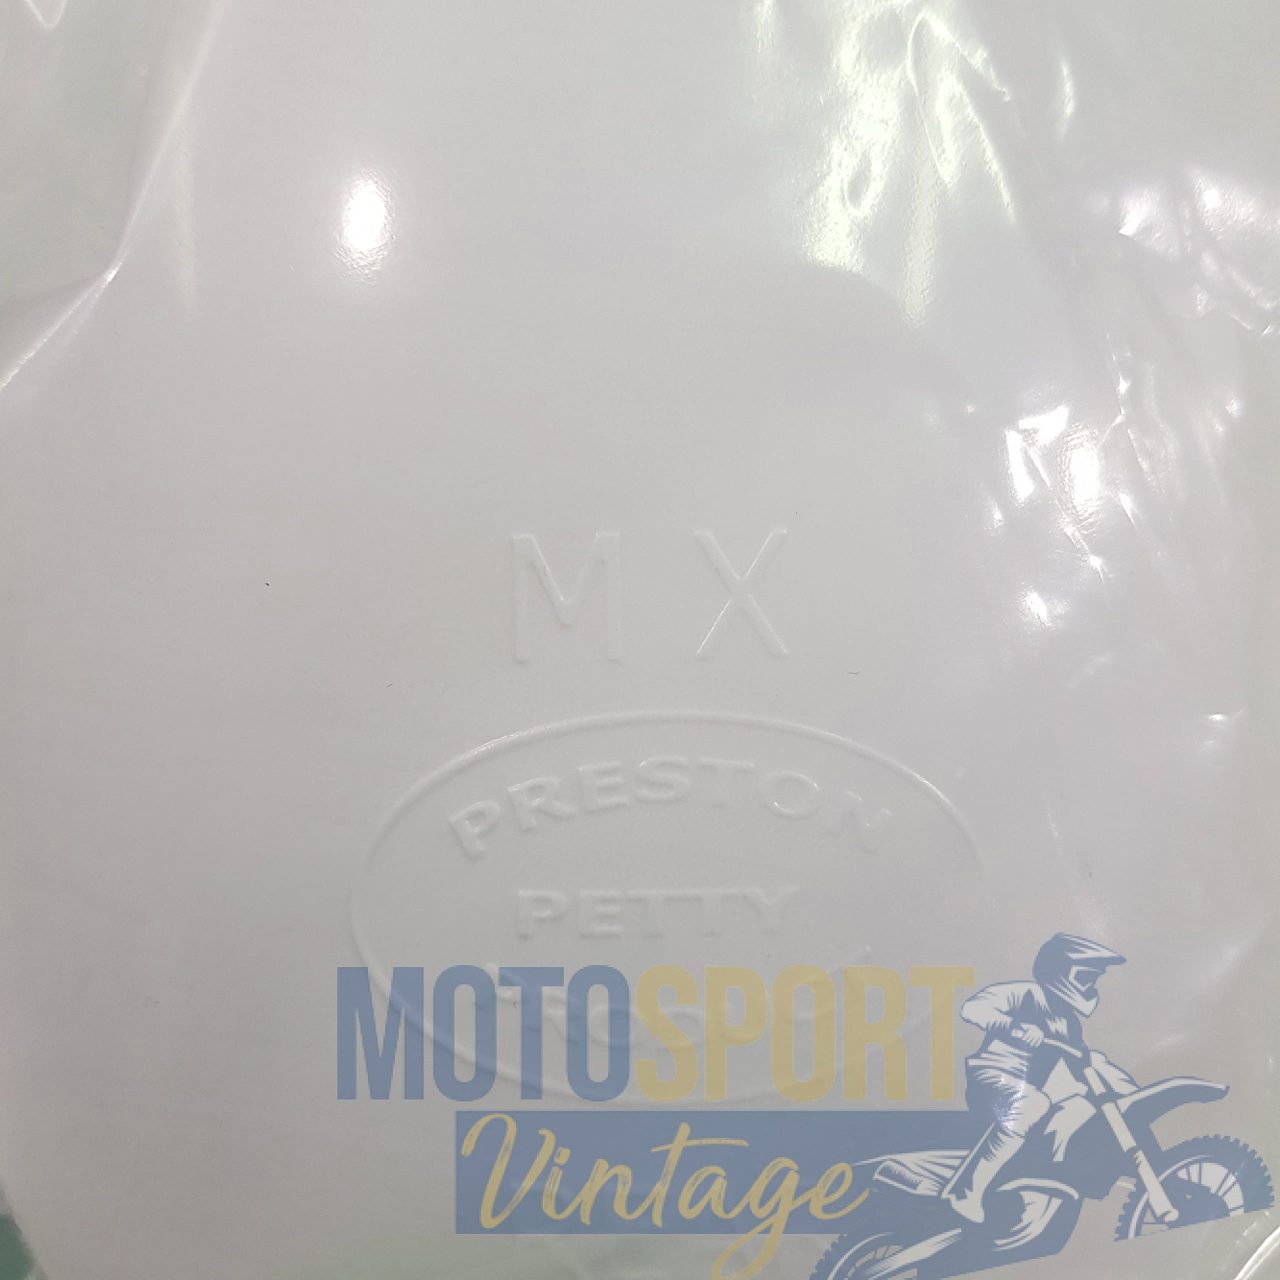 MX
PRESTON
PETTY
MOTOSPORT
Vintage